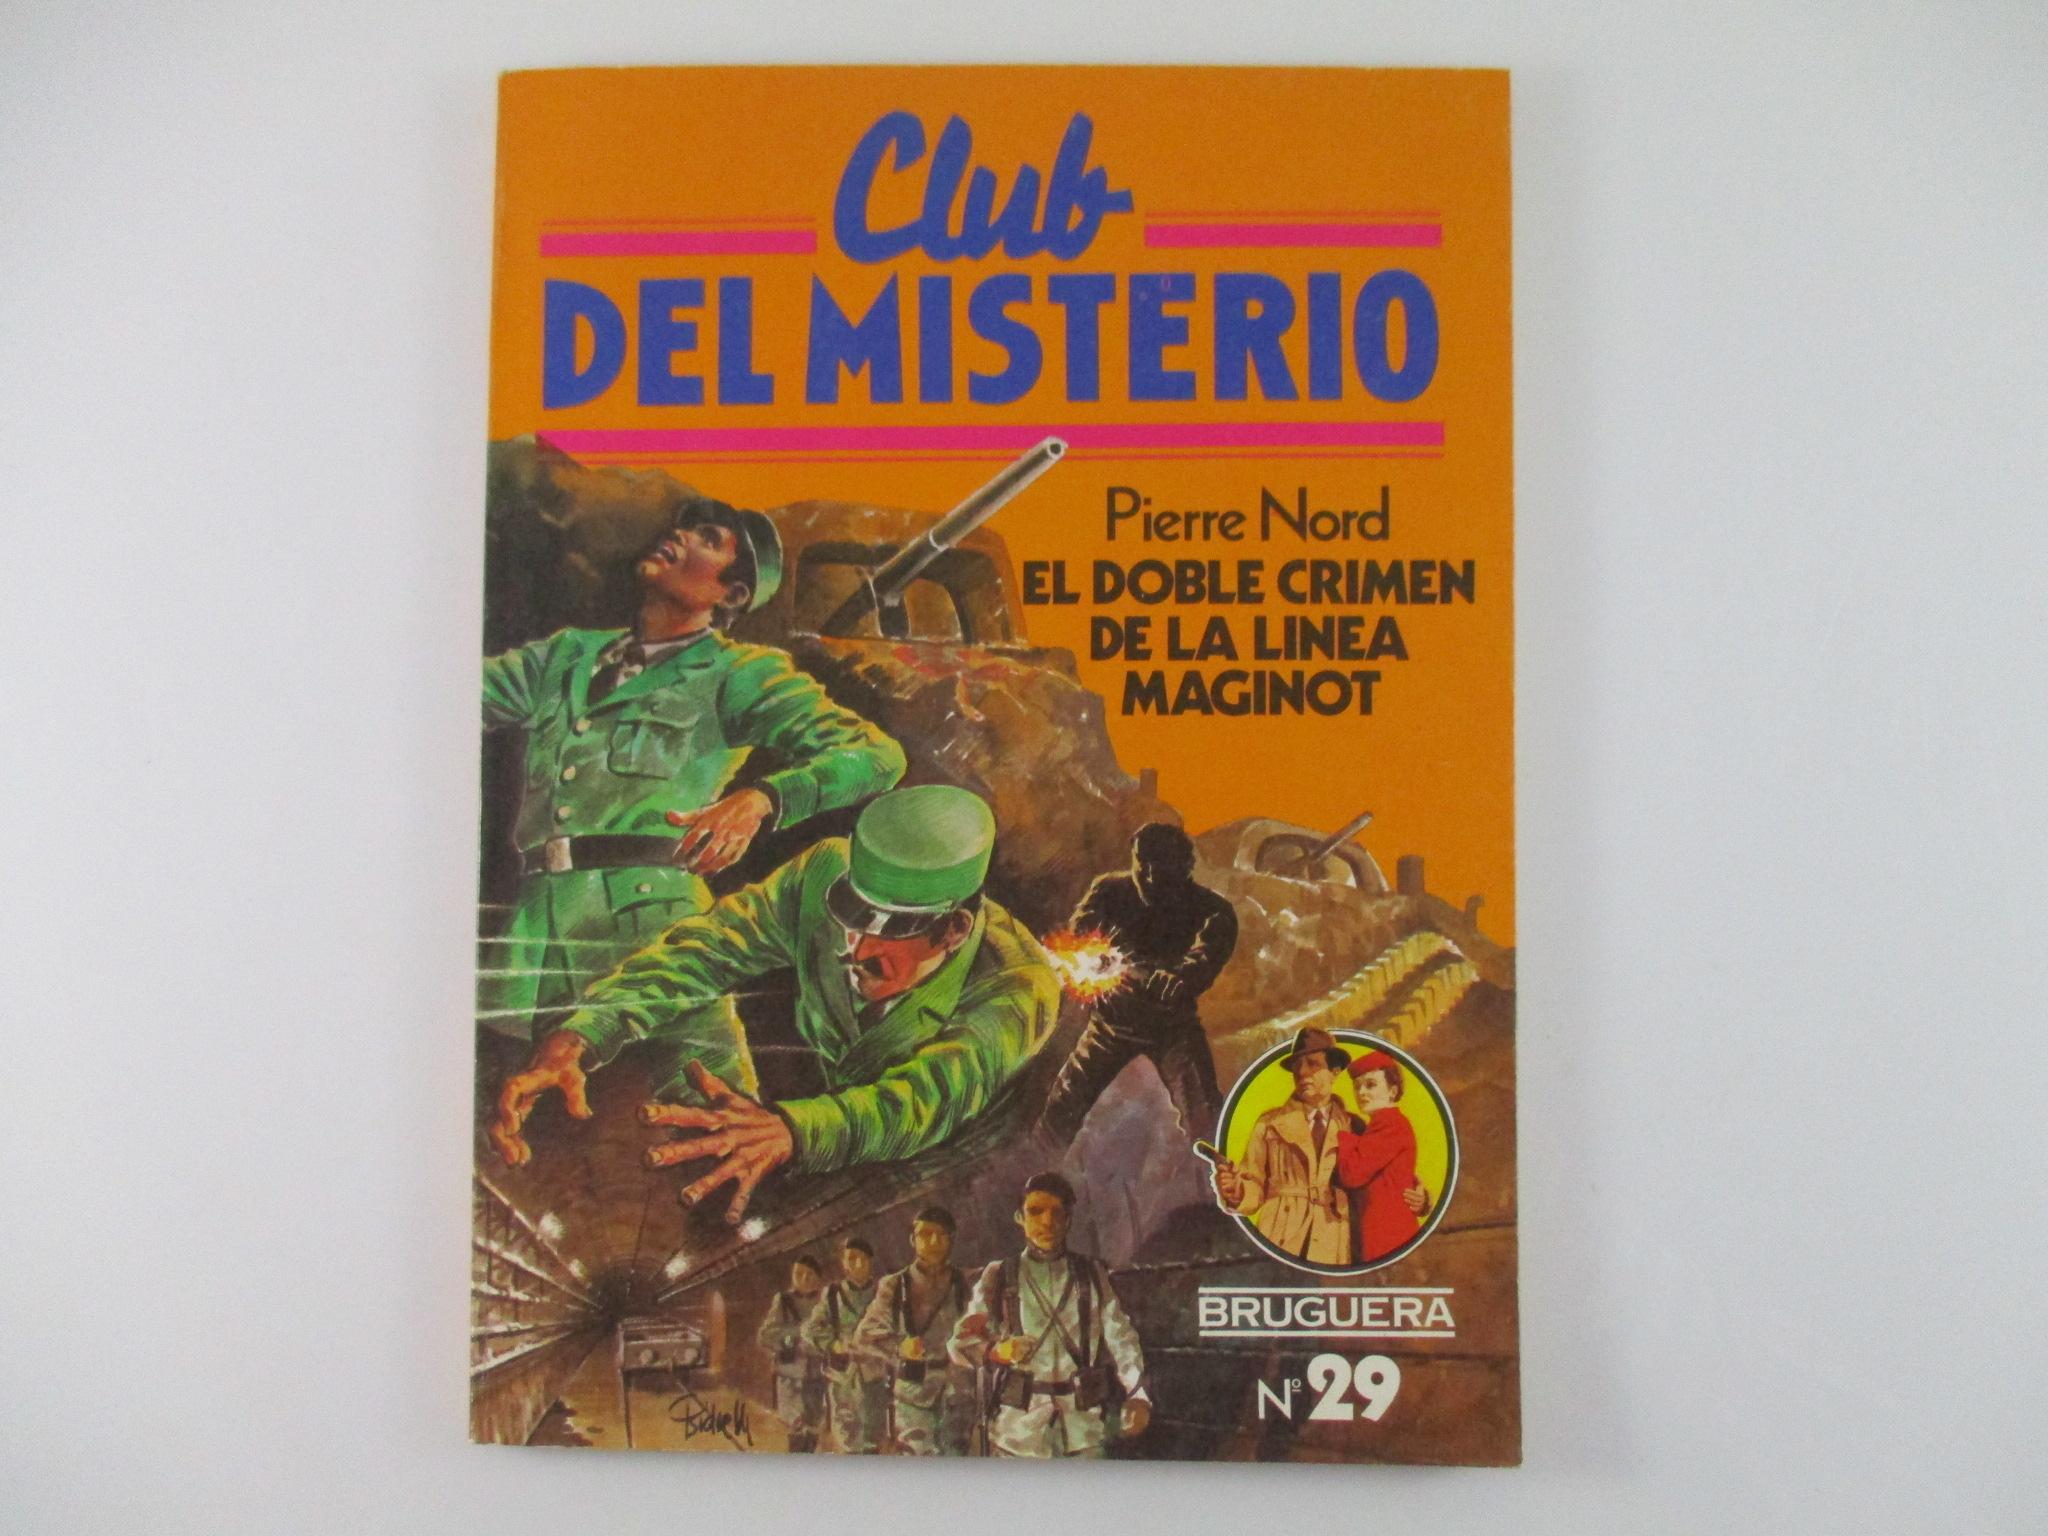 Club
DEL MISTERIO
Pierre Nord
EL DOBLE CRIMEN
DE LA LINEA
MAGINOT
BRUGUERA
Nº 29